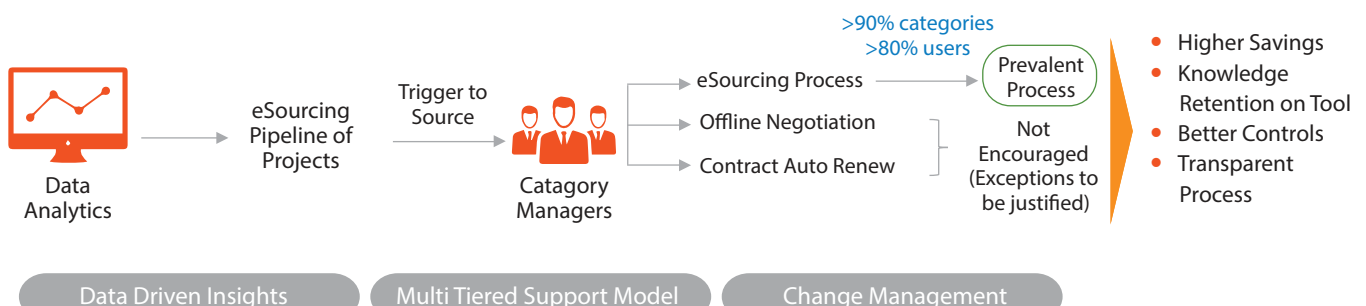 Data
Analytics
eSourcing
Pipeline of
Projects
Trigger to
Source
Catagory
Managers
>90% categories
>80% users
eSourcing Process
Offline Negotiation
Contract Auto Renew
Prevalent
Process
Not
Encouraged
(Exceptions to
be justified)
• Higher Savings
• Knowledge
Retention on Tool
• Better Controls
• Transparent
Process
Data Driven Insights
Multi Tiered Support Model
Change Management